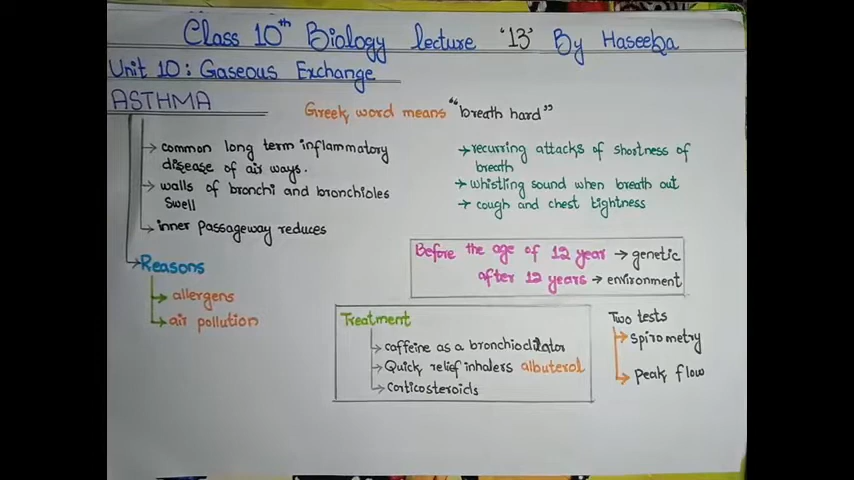 Class 10th Biology lecture '13' By Haseeba
Unit 10: Gaseous Exchange
ASTHMA
Greek word means "breath hard"
common long term inflammatory
disease of air ways.
walls of bronchi and bronchioles
swell
inner passageway reduces
→recurring attacks of shortness of
breath
→whistling sound when breath out
→ cough and chest tightness
Reasons
allergens
air pollution
Before the age of 12 year → genetic
after 12 years → environment
Treatment
caffeine as a bronchiodilator
Quick relief inhalers albuterol
corticosteroids
Two tests
spirometry
peak flow